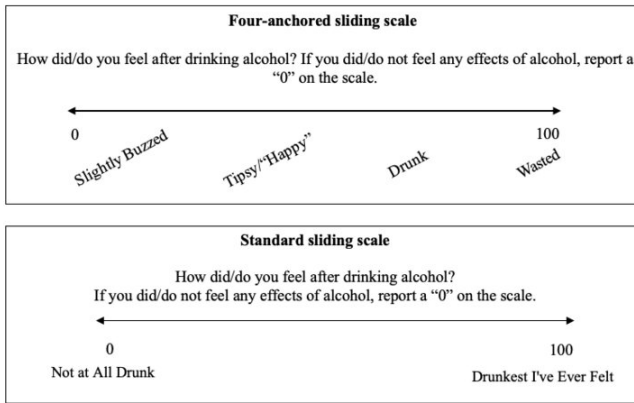 Four-anchored sliding scale
How did/do you feel after drinking alcohol? If you did/do not feel any effects of alcohol, report a
“0” on the scale.
0
100
Slightly Buzzed
Tipsy/“Happy”
Drunk
Wasted
Standard sliding scale
How did/do you feel after drinking alcohol?
If you did/do not feel any effects of alcohol, report a “0” on the scale.
0
100
Not at All Drunk
Drunkest I've Ever Felt